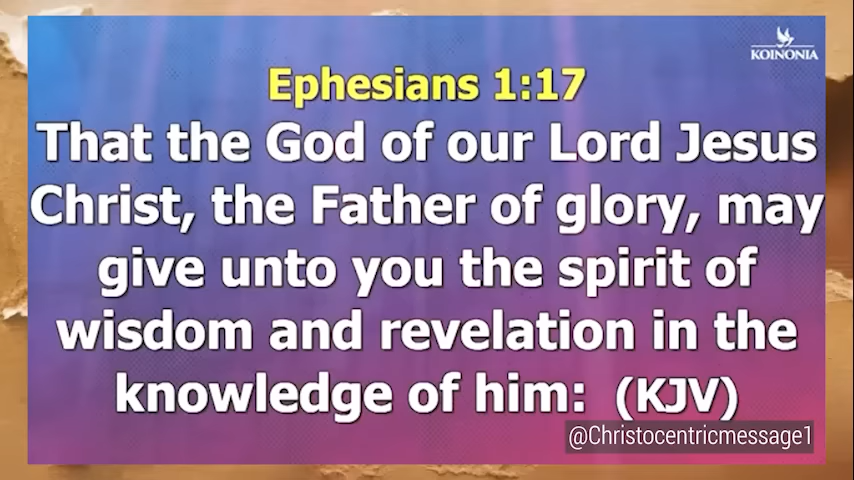 KOINONIA
Ephesians 1:17
That the God of our Lord Jesus
Christ, the Father of glory, may
give unto you the spirit of
wisdom and revelation in the
knowledge of him: (KJV)
@Christocentricmessage1